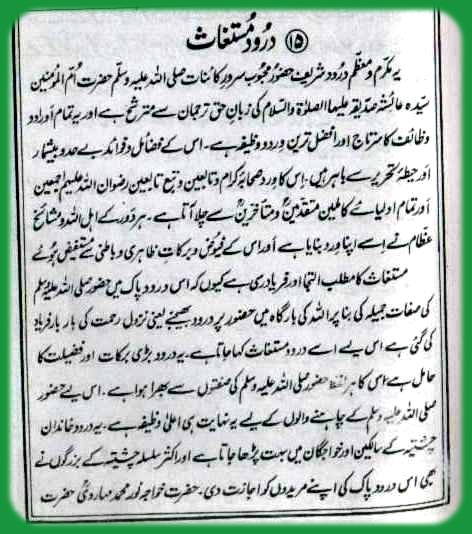 ۱۵ درود مستغاث
یہ مکرم و معظم درود شریف حضور محبوب سرور کائنات صلی اللہ علیہ وسلم حضرت ام المؤمنین
سیدہ عائشہ صدیقہ علیہا الصلوٰۃ والسلام کی زبان حق ترجمان سے مترشح ہے اور یہ تمام اوراد و
وظائف کا سرتاج اور افضل ترین ورد و وظیفہ ہے۔ اس کے فضائل و فوائد بے حد و بیشمار
اور حیطۂ تحریر سے باہر ہیں۔ اس کا ورد صحابہ کرام و تابعین و تبع تابعین رضوان اللہ علیہم اجمعین
اور تمام اولیائے کاملین متقدمین و متاخرین سے چلا آتا ہے۔ ہر دور کے اہل اللہ و مشائخ
عظام نے اسے اپنا ورد بنایا ہے اور اس کے فیوض و برکات ظاہری و باطنی سے مستفیض ہوئے
مستغاث کا مطلب التجا اور فریادرسی ہے کیوں کہ اس درود پاک میں حضور صلی اللہ علیہ وسلم
کی صفات جمیلہ کی بنا پر اللہ کی بارگاہ میں حضور پر درود بھیجنے یعنی نزول رحمت کی بار بار فریاد
کی گئی ہے اس لیے اسے درود مستغاث کہا جاتا ہے۔ یہ درود بڑی برکات اور فضیلت کا
حامل ہے اس کا ہر لفظ حضور صلی اللہ علیہ وسلم کی صفتوں سے بھرا ہوا ہے۔ اس لیے حضور
صلی اللہ علیہ وسلم کے چاہنے والوں کے لیے یہ نہایت ہی اعلیٰ وظیفہ ہے۔ یہ درود خاندان
چشتیہ کے سالکین اور خواجگان میں بہت پڑھا جاتا ہے اور اکثر سلسلہ چشتیہ کے بزرگوں نے
بھی اس درود پاک کی اپنے مریدوں کو اجازت دی۔ حضرت خواجہ نور محمد مہاروی حضرت